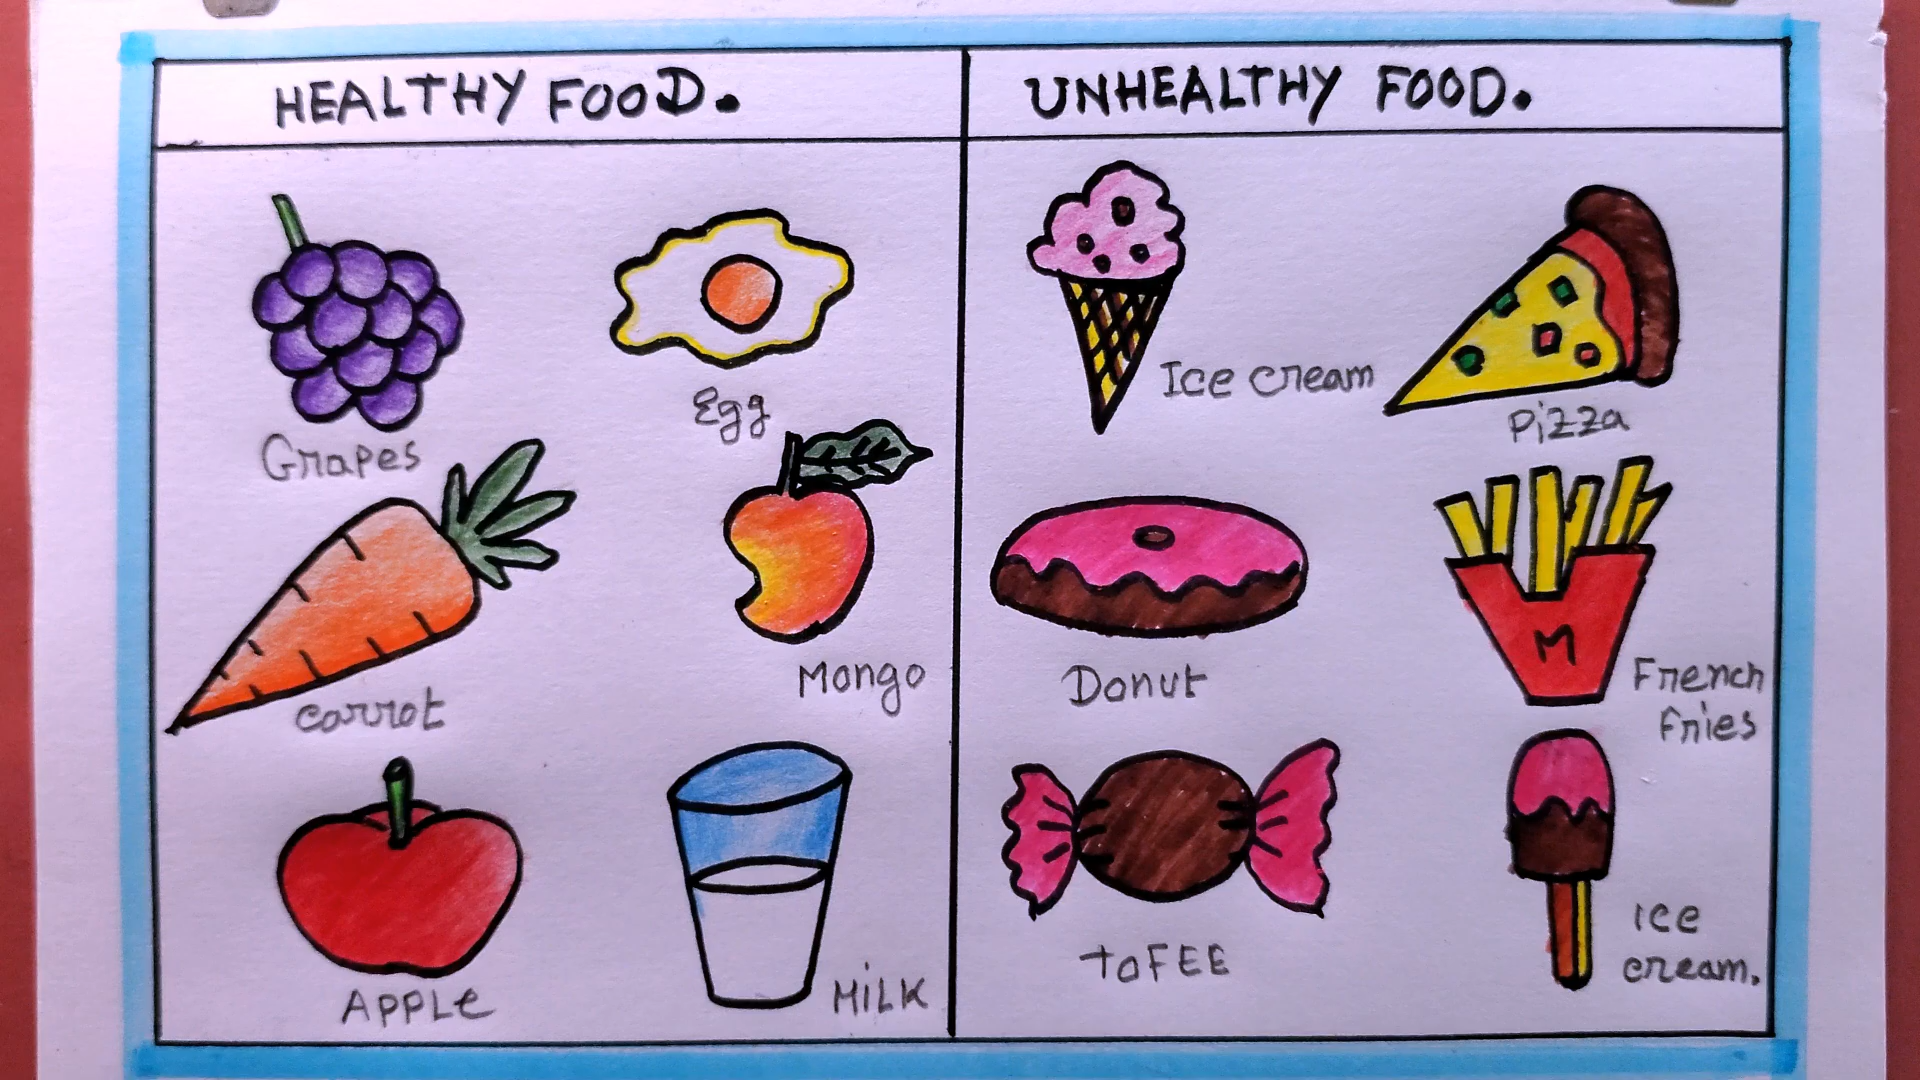 HEALTHY FOOD.
UNHEALTHY FOOD.
Grapes
Egg
Ice cream
Pizza
carrot
Mongo
Donut
French
Fries
M
APPLe
MiLK
toFEE
ice
cream.